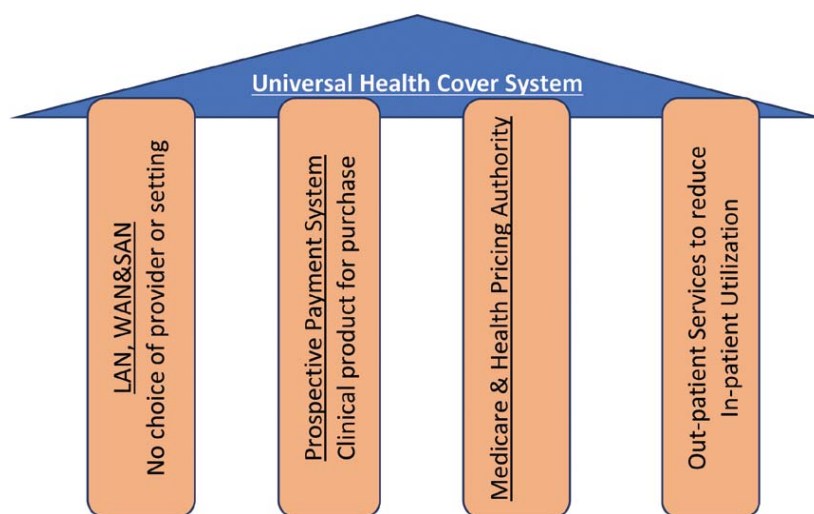 Universal Health Cover System
LAN, WAN&SAN
No choice of provider or setting
Prospective Payment System
Clinical product for purchase
Medicare & Health Pricing Authority
Out-patient Services to reduce
In-patient Utilization